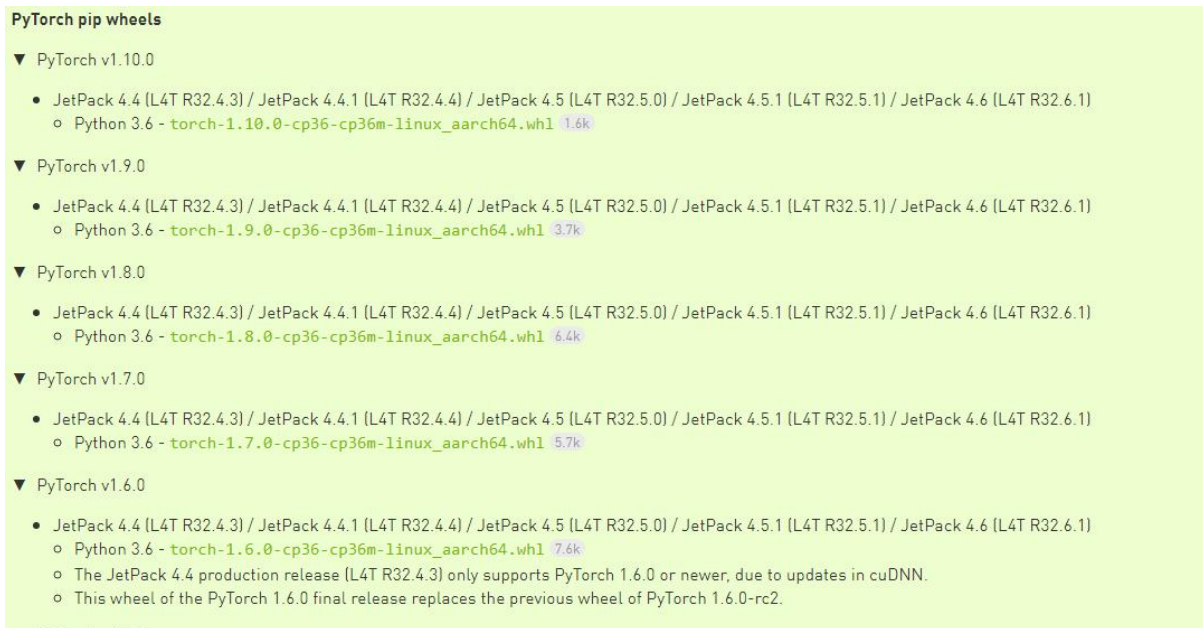 PyTorch pip wheels
▼ PyTorch v1.10.0
• JetPack 4.4 (L4T R32.4.3) / JetPack 4.4.1 (L4T R32.4.4) / JetPack 4.5 (L4T R32.5.0) / JetPack 4.5.1 (L4T R32.5.1) / JetPack 4.6 (L4T R32.6.1)
○ Python 3.6 - torch-1.10.0-cp36-cp36m-linux_aarch64.whl 1.6k
▼ PyTorch v1.9.0
• JetPack 4.4 (L4T R32.4.3) / JetPack 4.4.1 (L4T R32.4.4) / JetPack 4.5 (L4T R32.5.0) / JetPack 4.5.1 (L4T R32.5.1) / JetPack 4.6 (L4T R32.6.1)
○ Python 3.6 - torch-1.9.0-cp36-cp36m-linux_aarch64.whl 3.7k
▼ PyTorch v1.8.0
• JetPack 4.4 (L4T R32.4.3) / JetPack 4.4.1 (L4T R32.4.4) / JetPack 4.5 (L4T R32.5.0) / JetPack 4.5.1 (L4T R32.5.1) / JetPack 4.6 (L4T R32.6.1)
○ Python 3.6 - torch-1.8.0-cp36-cp36m-linux_aarch64.whl 6.4k
▼ PyTorch v1.7.0
• JetPack 4.4 (L4T R32.4.3) / JetPack 4.4.1 (L4T R32.4.4) / JetPack 4.5 (L4T R32.5.0) / JetPack 4.5.1 (L4T R32.5.1) / JetPack 4.6 (L4T R32.6.1)
○ Python 3.6 - torch-1.7.0-cp36-cp36m-linux_aarch64.whl 5.7k
▼ PyTorch v1.6.0
• JetPack 4.4 (L4T R32.4.3) / JetPack 4.4.1 (L4T R32.4.4) / JetPack 4.5 (L4T R32.5.0) / JetPack 4.5.1 (L4T R32.5.1) / JetPack 4.6 (L4T R32.6.1)
○ Python 3.6 - torch-1.6.0-cp36-cp36m-linux_aarch64.whl 7.6k
○ The JetPack 4.4 production release (L4T R32.4.3) only supports PyTorch 1.6.0 or newer, due to updates in cuDNN.
○ This wheel of the PyTorch 1.6.0 final release replaces the previous wheel of PyTorch 1.6.0-rc2.